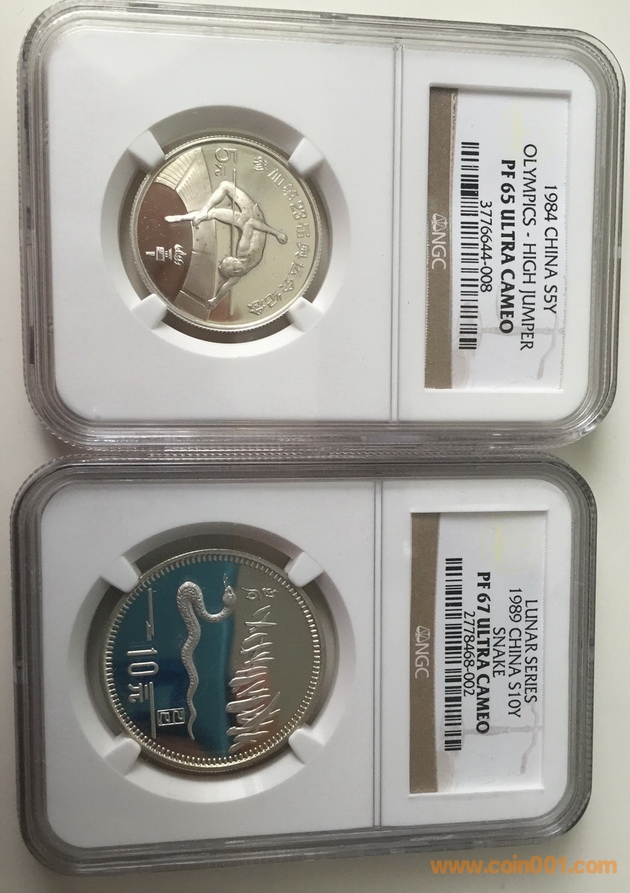 1984 CHINA S5Y
OLYMPICS - HIGH JUMPER
PF 65 ULTRA CAMEO
3776644-008
NGC
5元
LUNAR SERIES
1989 CHINA S10Y
SNAKE
PF 67 ULTRA CAMEO
2778468-002
NGC
10元
巳
www.coin001.com